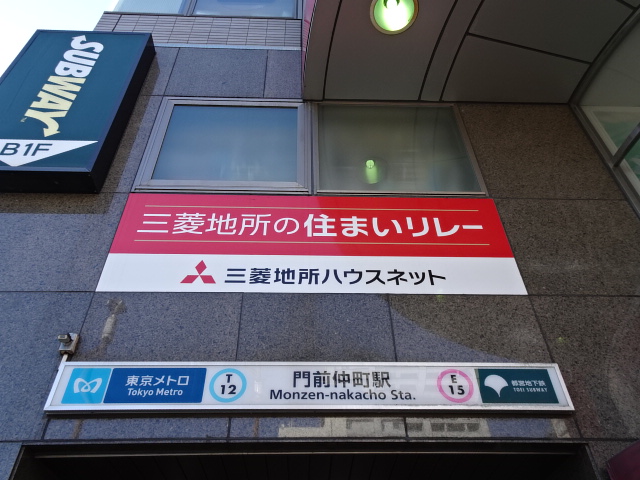 SUBWAY
B1F
三菱地所の住まいリレー
三菱地所ハウスネット
東京メトロ
Tokyo Metro
T
12
門前仲町駅
Monzen-nakacho Sta.
E
15
都営地下鉄
TOEI SUBWAY